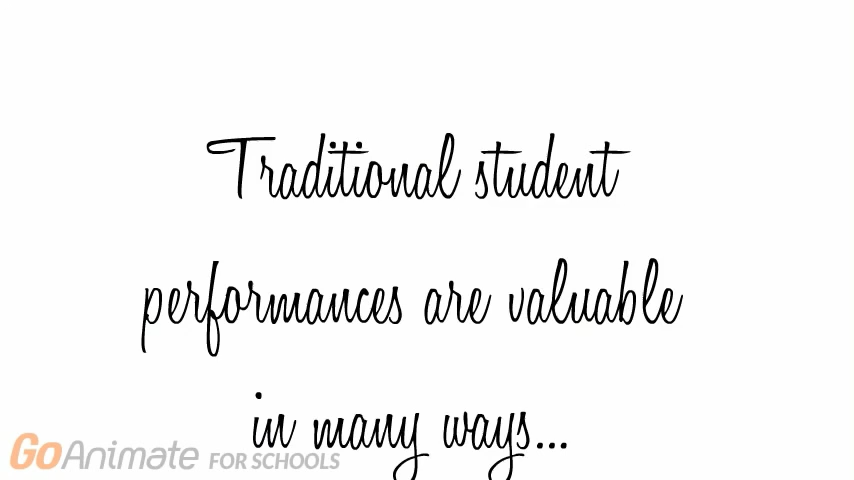 Traditional student
performances are valuable
in many ways...
GoAnimate FOR SCHOOLS